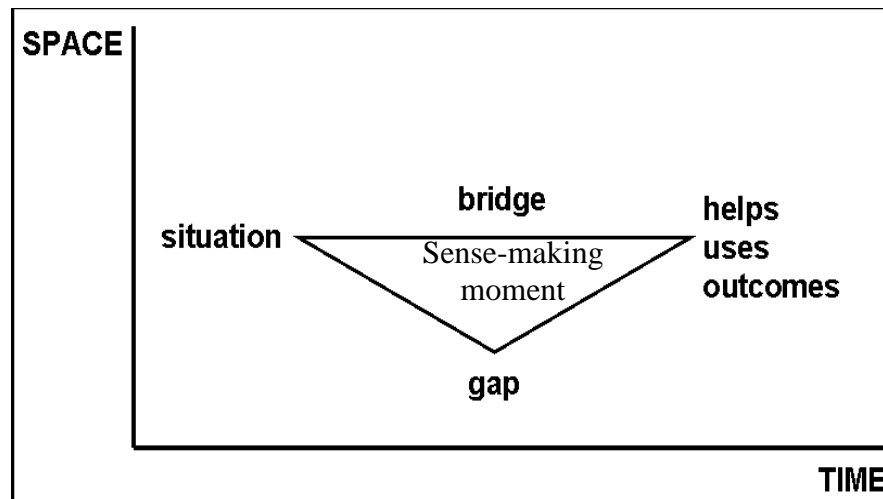 SPACE
bridge
situation
helps
uses
outcomes
Sense-making
moment
gap
TIME